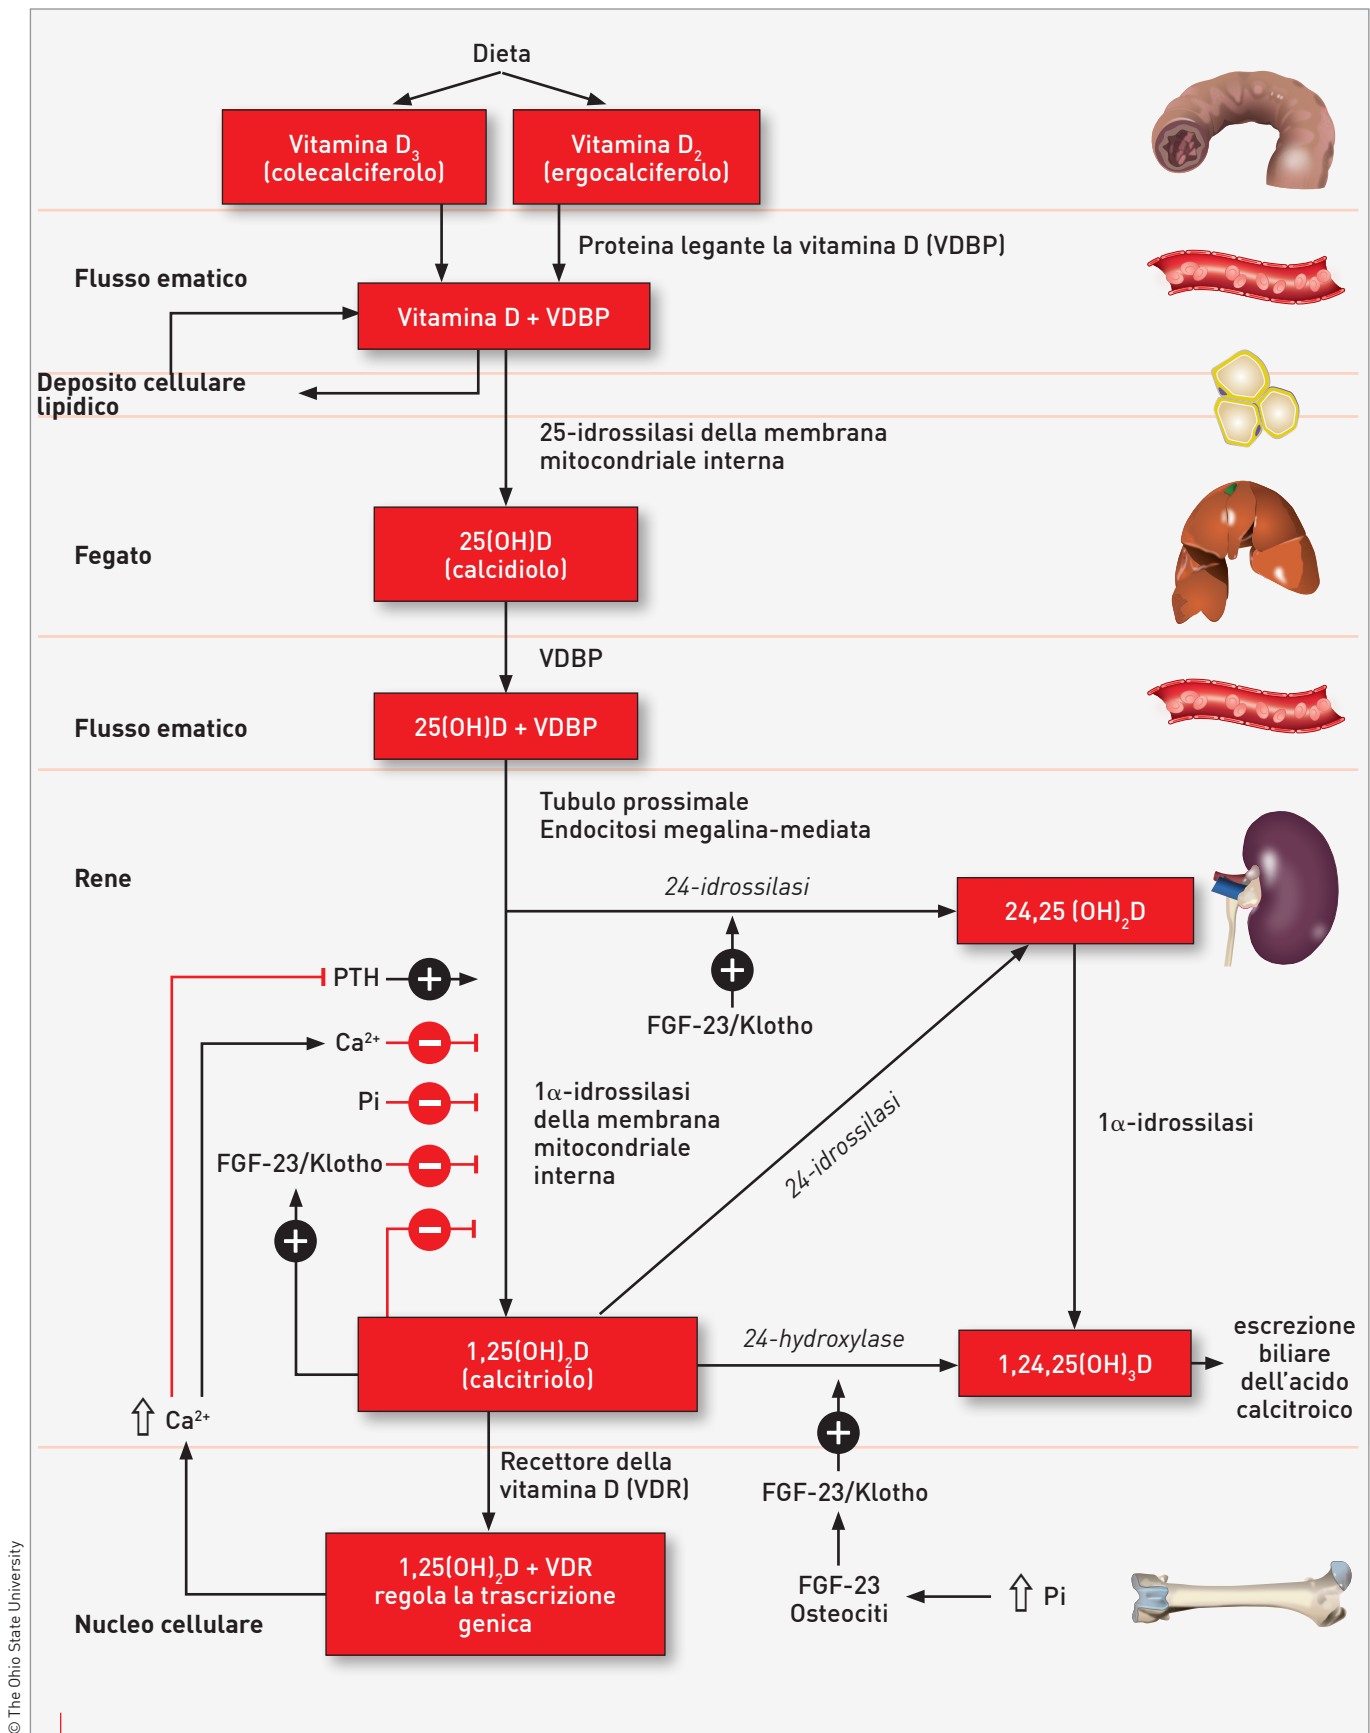 Dieta
Vitamina D3
(colecalciferolo)
Vitamina D2
(ergocalciferolo)
Proteina legante la vitamina D (VDBP)
Flusso ematico
Vitamina D + VDBP
Deposito cellulare
lipidico
25-idrossilasi della membrana
mitocondriale interna
Fegato
25(OH)D
(calcidiolo)
VDBP
Flusso ematico
25(OH)D + VDBP
Tubulo prossimale
Endocitosi megalina-mediata
Rene
24-idrossilasi
24,25 (OH)2D
PTH
+
+
FGF-23/Klotho
Ca2+
−
Pi
−
1α-idrossilasi
della membrana
mitocondriale
interna
24-idrossilasi
1α-idrossilasi
FGF-23/Klotho
−
+
−
1,25(OH)2D
(calcitriolo)
24-hydroxylase
1,24,25(OH)3D
escrezione
biliare
dell'acido
calcitroico
Ca2+
+
Recettore della
vitamina D (VDR)
FGF-23/Klotho
1,25(OH)2D + VDR
regola la trascrizione
genica
FGF-23
Osteociti
Pi
Nucleo cellulare
© The Ohio State University